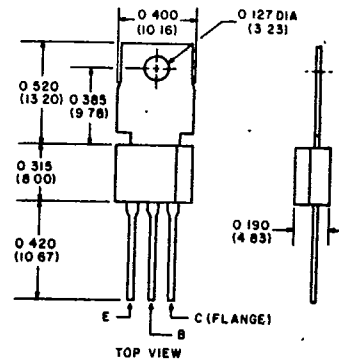 0 400
(10 16)
0 127 DIA
(3 23)
0 520
(13 20)
0 385
(9 78)
0 315
(8 00)
0 420
(10 67)
0 190
(4 83)
E
B
C (FLANGE)
TOP VIEW